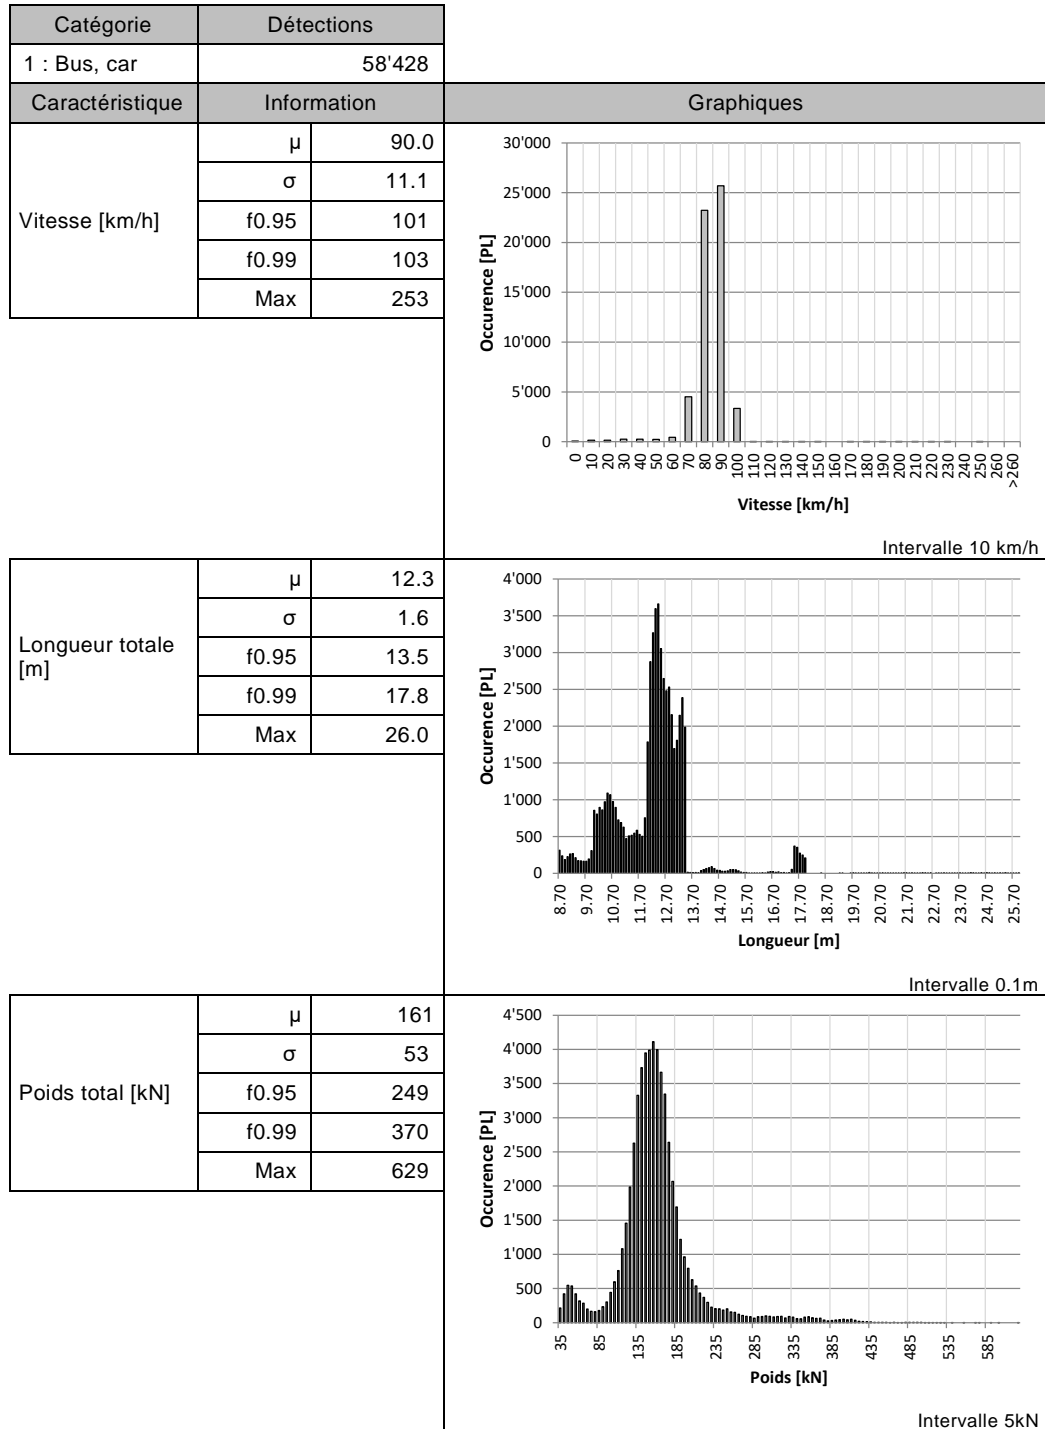 Catégorie Détections
1 : Bus, car 58'428
Caractéristique Information Graphiques
Vitesse [km/h]
µ 90.0
σ 11.1
f0.95 101
f0.99 103
Max 253
30'000
25'000
20'000
15'000
10'000
5'000
0
Occurence [PL]
0 10 20 30 40 50 60 70 80 90 100 110 120 130 140 150 160 170 180 190 200 210 220 230 240 250 260 >260
Vitesse [km/h]
Intervalle 10 km/h
Longueur totale
[m]
µ 12.3
σ 1.6
f0.95 13.5
f0.99 17.8
Max 26.0
4'000
3'500
3'000
2'500
2'000
1'500
1'000
500
0
Occurence [PL]
8.70 9.70 10.70 11.70 12.70 13.70 14.70 15.70 16.70 17.70 18.70 19.70 20.70 21.70 22.70 23.70 24.70 25.70
Longueur [m]
Intervalle 0.1m
Poids total [kN]
µ 161
σ 53
f0.95 249
f0.99 370
Max 629
4'500
4'000
3'500
3'000
2'500
2'000
1'500
1'000
500
0
Occurence [PL]
35 85 135 185 235 285 335 385 435 485 535 585
Poids [kN]
Intervalle 5kN